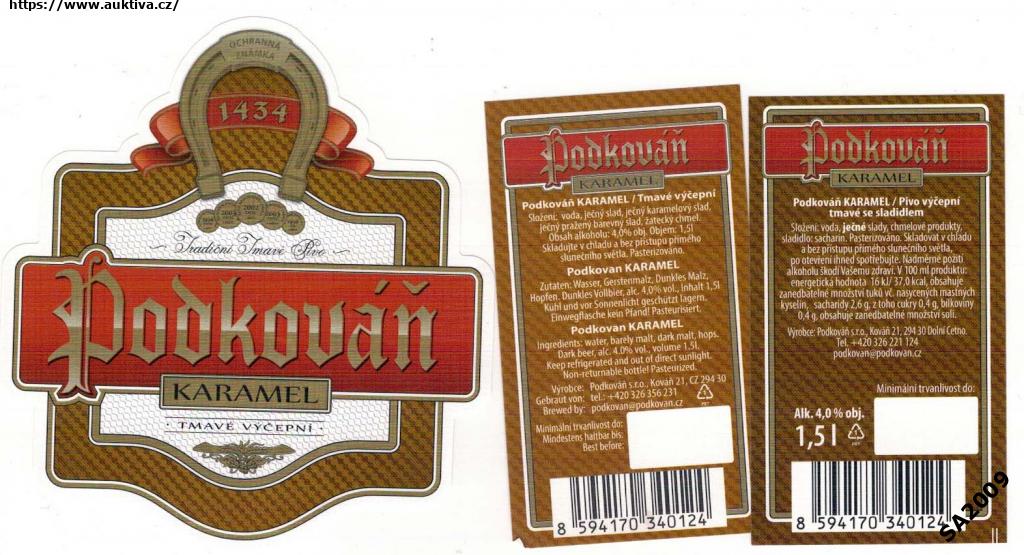 https://www.auktiva.cz/
OCHRANNÁ
ZNÁMKA
1434
2002
Tradiční Tmavé Pivo
Podkováň
KARAMEL
· TMAVÉ VÝČEPNÍ ·
Podkováň
KARAMEL
Podkováň KARAMEL / Tmavé výčepní
Složení: voda, ječný slad, ječný karamelový slad,
ječný pražený barevný slad, žatecký chmel.
Obsah alkoholu: 4,0% obj. Objem: 1,5l
Skladujte v chladu a bez přístupu přímého
slunečního světla. Pasterizováno.
Podkovan KARAMEL
Zutaten: Wasser, Gerstenmalz, Dunkles Malz,
Hopfen. Dunkles Vollbier, alc. 4,0% vol., Inhalt 1,5l
Kühl und vor Sonnenlicht geschützt lagern.
Einwegflasche kein Pfand! Pasteurisiert.
Podkovan KARAMEL
Ingredients: water, barely malt, dark malt, hops.
Dark beer, alc. 4.0% vol., volume 1.5l,
Keep refrigerated and out of direct sunlight.
Non-returnable bottle! Pasteurized.
Výrobce: Podkováň s.r.o., Kováň 21, CZ 294 30
Gebraut von: tel.: +420 326 356 231
Brewed by: podkovan@podkovan.cz
PET
Minimální trvanlivost do:
Mindestens haltbar bis:
Best before:
8 594170 340124
Podkováň
KARAMEL
Podkováň KARAMEL / Pivo výčepní
tmavé se sladidlem
Složení: voda, ječné slady, chmelové produkty,
sladidlo: sacharin. Pasterizováno. Skladovat v chladu
a bez přístupu přímého slunečního světla,
po otevření ihned spotřebujte. Nadměrné požití
alkoholu škodí Vašemu zdraví. V 100 ml produktu:
energetická hodnota 16 kJ/ 37,0 kcal, obsahuje
zanedbatelné množství tuků vč. nasycených mastných
kyselin, sacharidy 2,6 g, z toho cukry 0,4 g, bílkoviny
0,4 g, obsahuje zanedbatelné množství soli.
Výrobce: Podkováň s.r.o., Kováň 21, 294 30 Dolní Cetno.
Tel. +420 326 221 124
podkovan@podkovan.cz
Minimální trvanlivost do:
Alk. 4,0 % obj.
1,5 l
PET
8 594170 340124
SA2009